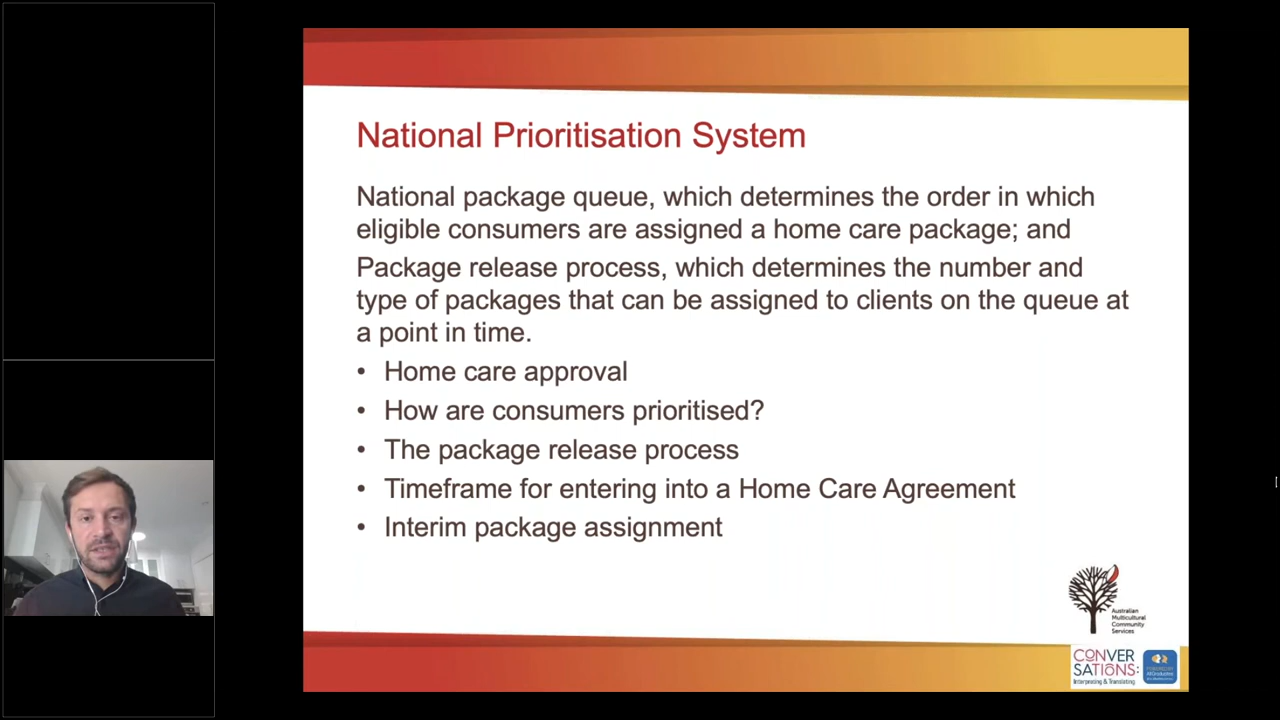 National Prioritisation System
National package queue, which determines the order in which
eligible consumers are assigned a home care package; and
Package release process, which determines the number and
type of packages that can be assigned to clients on the queue at
a point in time.
• Home care approval
• How are consumers prioritised?
• The package release process
• Timeframe for entering into a Home Care Agreement
• Interim package assignment
Australian
Multicultural
Community
Services
CONVER
SATIONS:
Interpreting & Translating